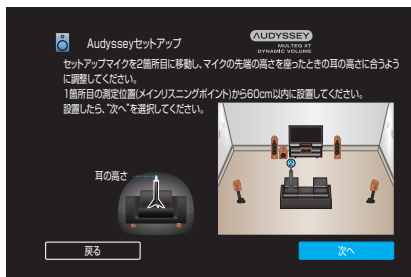 Audysseyセットアップ
AUDYSSEY
MULTEQ XT
DYNAMIC VOLUME
セットアップマイクを2箇所目に移動し、マイクの先端の高さを座ったときの耳の高さに合うよう
に調整してください。
1箇所目の測定位置(メインリスニングポイント)から60cm以内に設置してください。
設置したら、"次へ"を選択してください。
耳の高さ
2
戻る
次へ